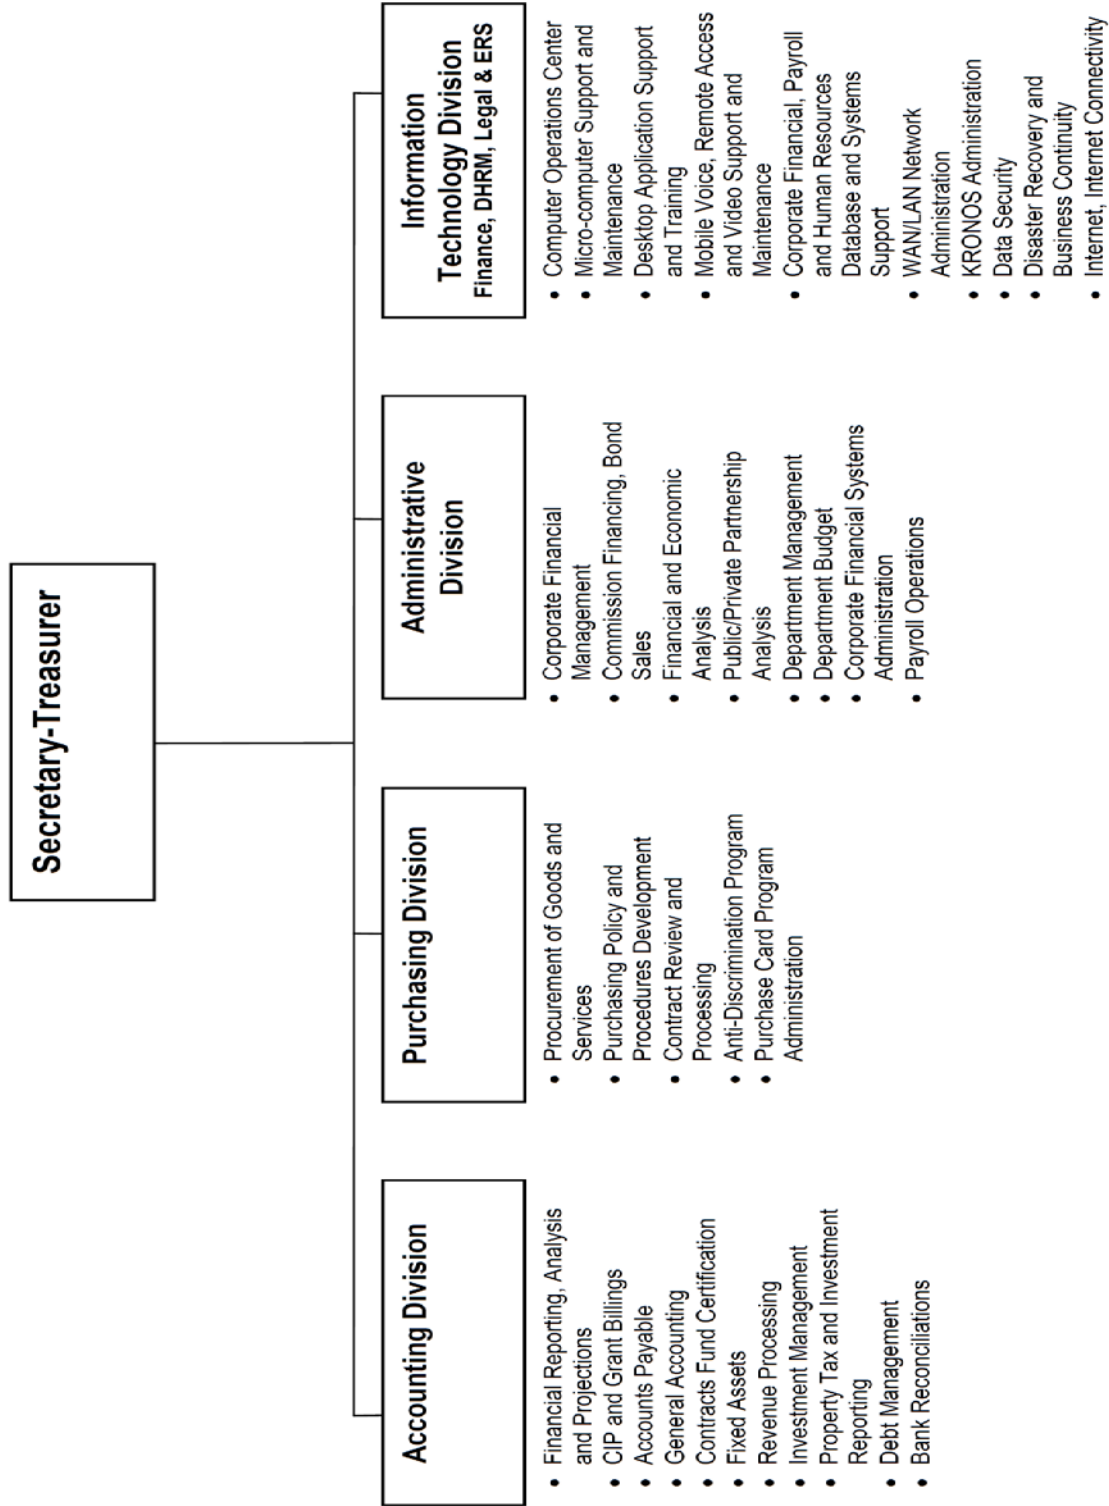 Secretary-Treasurer
Accounting Division
• Financial Reporting, Analysis
and Projections
• CIP and Grant Billings
• Accounts Payable
• General Accounting
• Contracts Fund Certification
• Fixed Assets
• Revenue Processing
• Investment Management
• Property Tax and Investment
Reporting
• Debt Management
• Bank Reconciliations
Purchasing Division
• Procurement of Goods and
Services
• Purchasing Policy and
Procedures Development
• Contract Review and
Processing
• Anti-Discrimination Program
• Purchase Card Program
Administration
Administrative
Division
• Corporate Financial
Management
• Commission Financing, Bond
Sales
• Financial and Economic
Analysis
• Public/Private Partnership
Analysis
• Department Management
• Department Budget
• Corporate Financial Systems
Administration
• Payroll Operations
Information
Technology Division
Finance, DHRM, Legal & ERS
• Computer Operations Center
• Micro-computer Support and
Maintenance
• Desktop Application Support
and Training
• Mobile Voice, Remote Access
and Video Support and
Maintenance
• Corporate Financial, Payroll
and Human Resources
Database and Systems
Support
• WAN/LAN Network
Administration
• KRONOS Administration
• Data Security
• Disaster Recovery and
Business Continuity
• Internet, Internet Connectivity